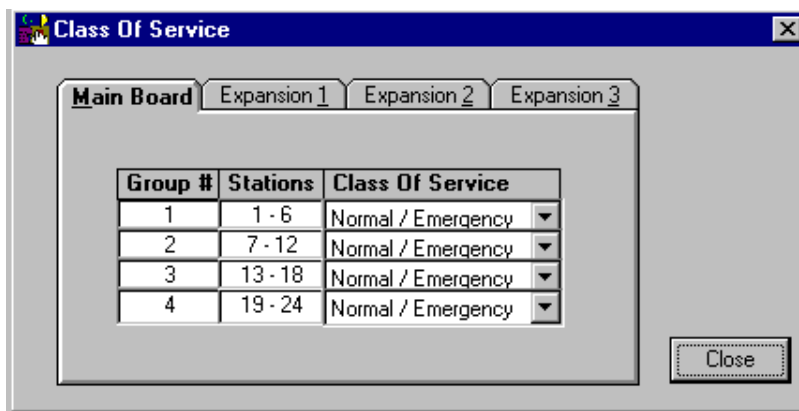 Class Of Service
Main Board Expansion 1 Expansion 2 Expansion 3
Group # Stations Class Of Service
1 1 - 6 Normal / Emergency
2 7 - 12 Normal / Emergency
3 13 - 18 Normal / Emergency
4 19 - 24 Normal / Emergency
Close